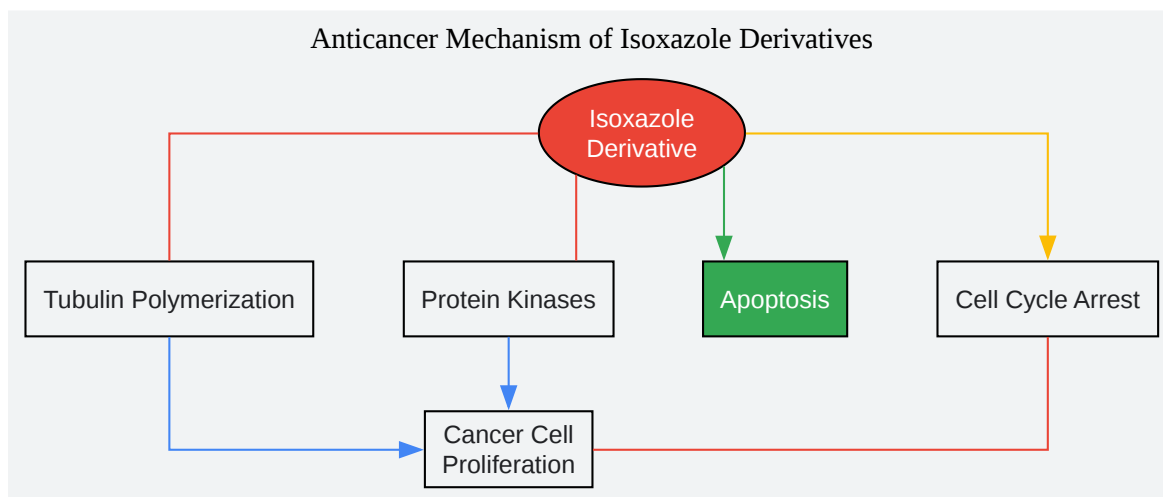 Anticancer Mechanism of Isoxazole Derivatives
Isoxazole
Derivative
Tubulin Polymerization
Protein Kinases
Apoptosis
Cell Cycle Arrest
Cancer Cell
Proliferation